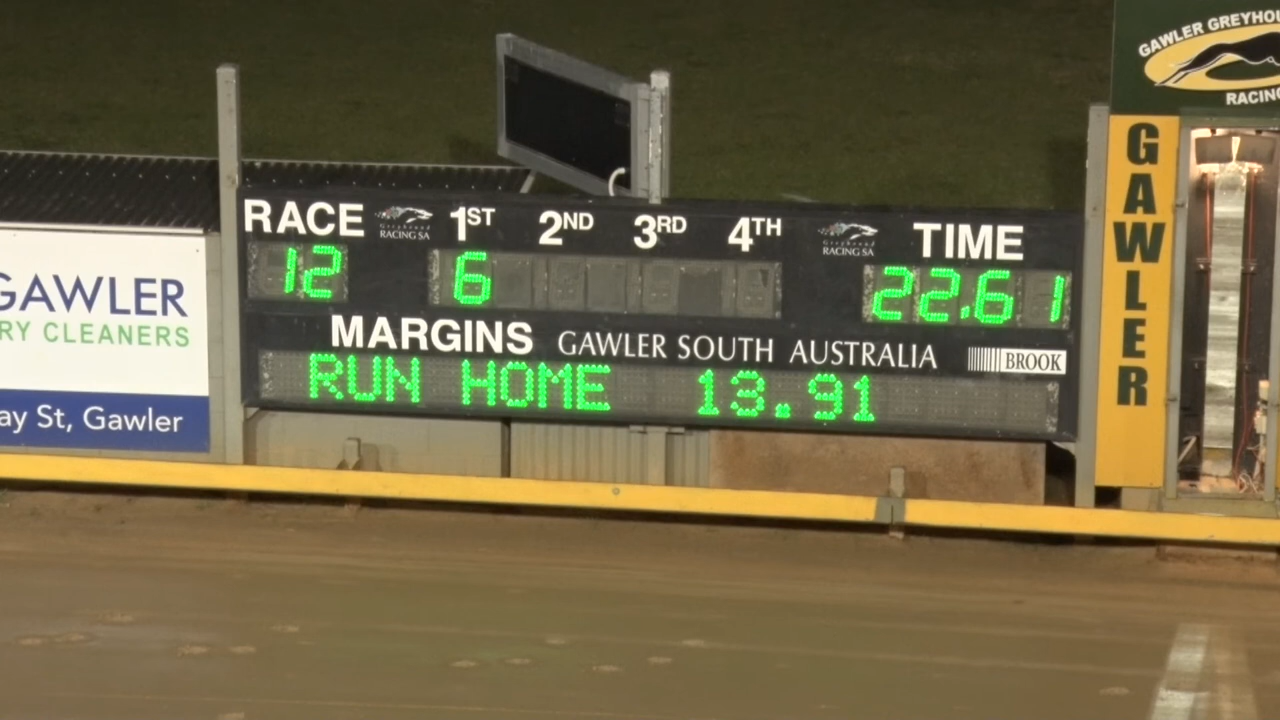 GAWLER GREYHOU
RACING
GAWLER
RACE 1ST 2ND 3RD 4TH TIME
Greyhound RACING SA
Greyhound RACING SA
12 6 22.61
MARGINS GAWLER SOUTH AUSTRALIA BROOK
RUN HOME 13.91
GAWLER
RY CLEANERS
ay St, Gawler